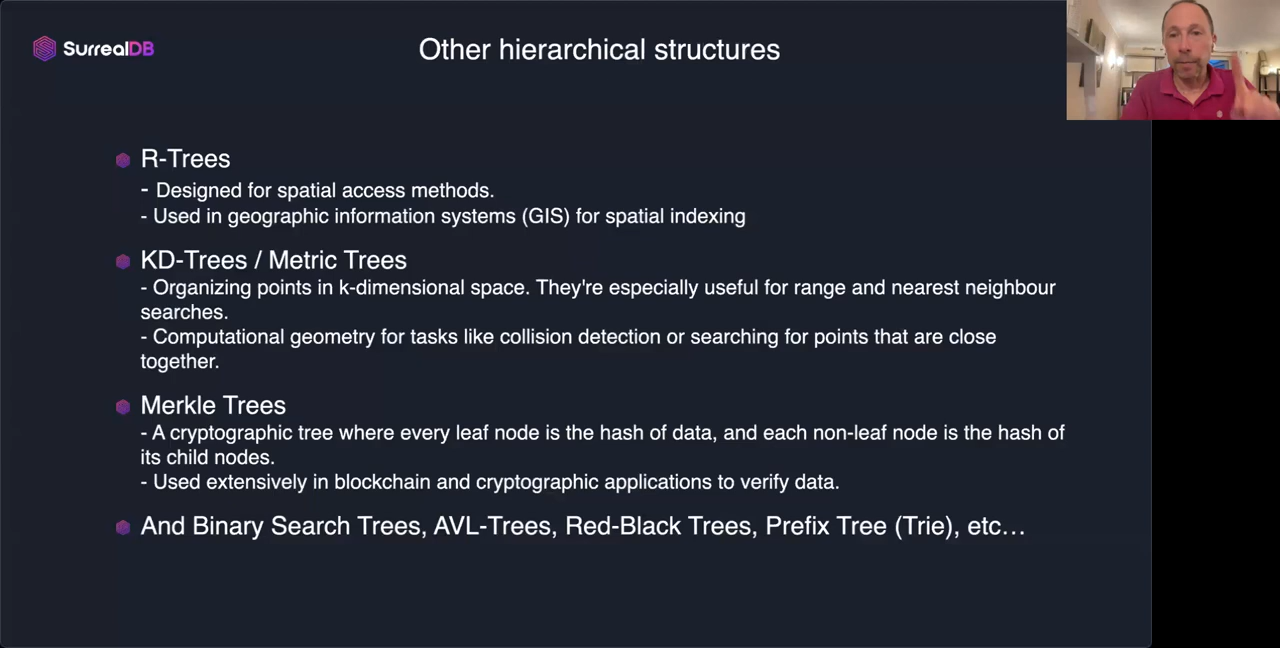 SurrealDB
Other hierarchical structures
R-Trees
- Designed for spatial access methods.
- Used in geographic information systems (GIS) for spatial indexing
KD-Trees / Metric Trees
- Organizing points in k-dimensional space. They're especially useful for range and nearest neighbour
searches.
- Computational geometry for tasks like collision detection or searching for points that are close
together.
Merkle Trees
- A cryptographic tree where every leaf node is the hash of data, and each non-leaf node is the hash of
its child nodes.
- Used extensively in blockchain and cryptographic applications to verify data.
And Binary Search Trees, AVL-Trees, Red-Black Trees, Prefix Tree (Trie), etc…